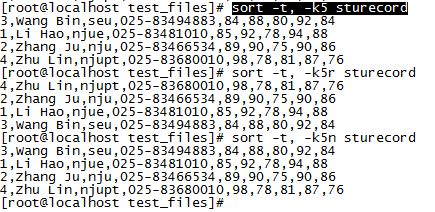 [root@localhost test_files]# sort -t, -k5 sturecord
3,Wang Bin,seu,025-83494883,84,88,80,92,84
1,Li Hao,njue,025-83481010,85,92,78,94,88
2,Zhang Ju,nju,025-83466534,89,90,75,90,86
4,Zhu Lin,njupt,025-83680010,98,78,81,87,76
[root@localhost test_files]# sort -t, -k5r sturecord
4,Zhu Lin,njupt,025-83680010,98,78,81,87,76
2,Zhang Ju,nju,025-83466534,89,90,75,90,86
1,Li Hao,njue,025-83481010,85,92,78,94,88
3,Wang Bin,seu,025-83494883,84,88,80,92,84
[root@localhost test_files]# sort -t, -k5n sturecord
3,Wang Bin,seu,025-83494883,84,88,80,92,84
1,Li Hao,njue,025-83481010,85,92,78,94,88
2,Zhang Ju,nju,025-83466534,89,90,75,90,86
4,Zhu Lin,njupt,025-83680010,98,78,81,87,76
[root@localhost test_files]#